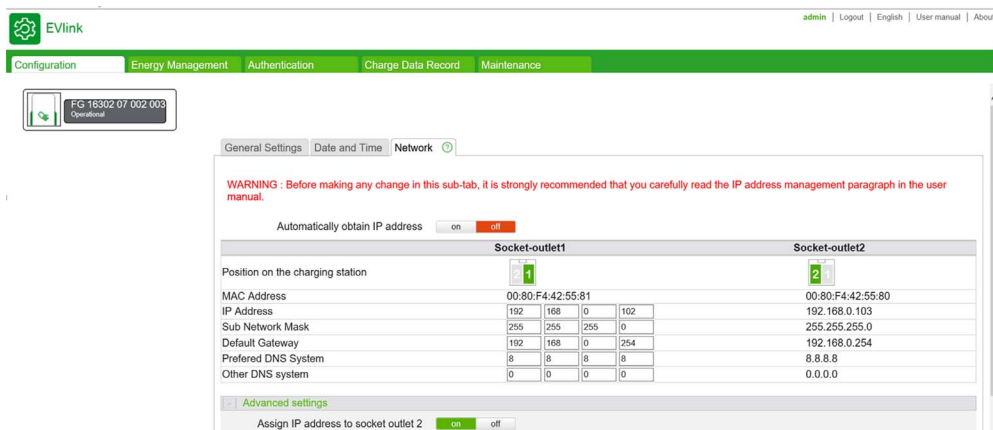 admin | Logout | English | User manual | About
EVlink
Configuration Energy Management Authentication Charge Data Record Maintenance
FG 16302 07 002 003
Operational
General Settings Date and Time Network ?
WARNING : Before making any change in this sub-tab, it is strongly recommended that you carefully read the IP address management paragraph in the user
manual.
Automatically obtain IP address on off
Socket-outlet1 Socket-outlet2
Position on the charging station 2 1 2 1
MAC Address 00:80:F4:42:55:81 00:80:F4:42:55:80
IP Address 192 168 0 102 192.168.0.103
Sub Network Mask 255 255 255 0 255.255.255.0
Default Gateway 192 168 0 254 192.168.0.254
Prefered DNS System 8 8 8 8 8.8.8.8
Other DNS system 0 0 0 0 0.0.0.0
- Advanced settings
Assign IP address to socket outlet 2 on off